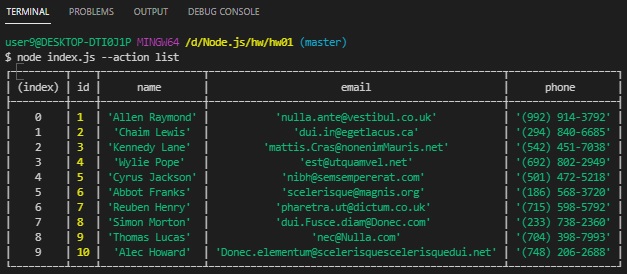 TERMINAL PROBLEMS OUTPUT DEBUG CONSOLE
user9@DESKTOP-DTI0J1P MINGW64 /d/Node.js/hw/hw01 (master)
$ node index.js --action list
(index) id name email phone
0 1 'Allen Raymond' 'nulla.ante@vestibul.co.uk' '(992) 914-3792'
1 2 'Chaim Lewis' 'dui.in@egetlacus.ca' '(294) 840-6685'
2 3 'Kennedy Lane' 'mattis.Cras@nonenimMauris.net' '(542) 451-7038'
3 4 'Wylie Pope' 'est@utquamvel.net' '(692) 802-2949'
4 5 'Cyrus Jackson' 'nibh@semsempererat.com' '(501) 472-5218'
5 6 'Abbot Franks' 'scelerisque@magnis.org' '(186) 568-3720'
6 7 'Reuben Henry' 'pharetra.ut@dictum.co.uk' '(715) 598-5792'
7 8 'Simon Morton' 'dui.Fusce.diam@Donec.com' '(233) 738-2360'
8 9 'Thomas Lucas' 'nec@Nulla.com' '(704) 398-7993'
9 10 'Alec Howard' 'Donec.elementum@scelerisquescelerisquedui.net' '(748) 206-2688'